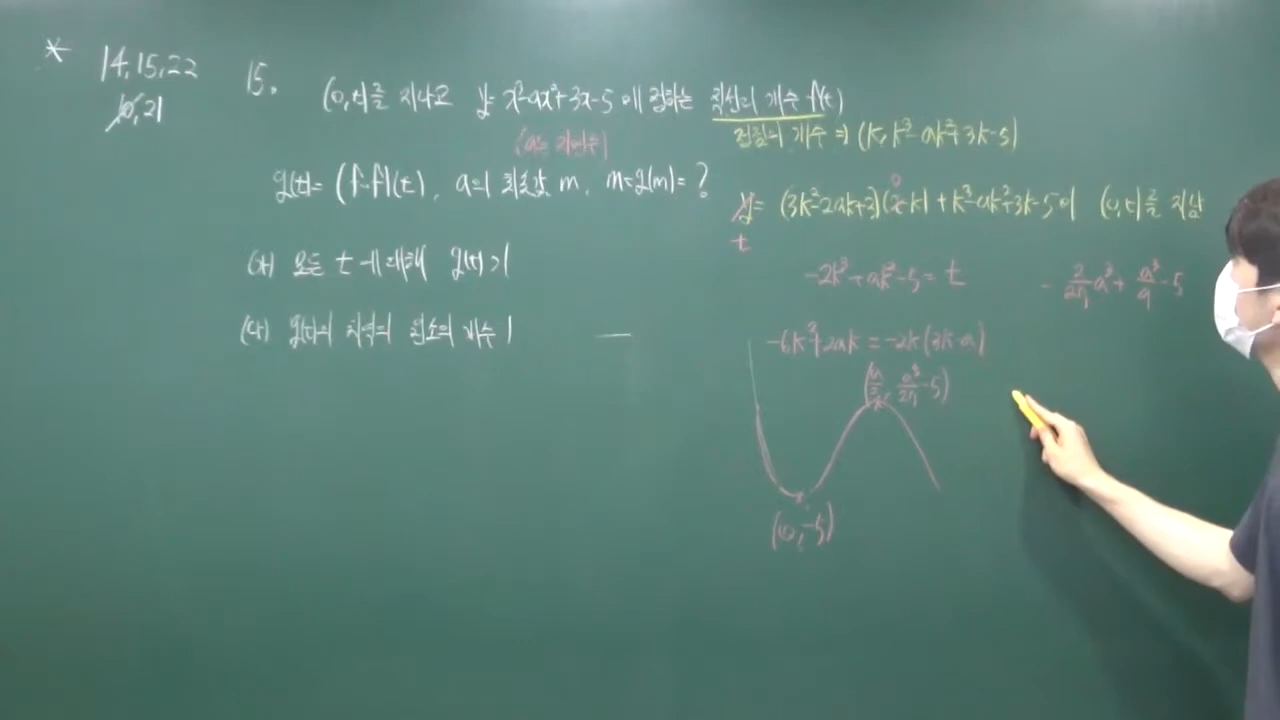 * 14, 15, 22
10, 21
15. (0, t)를 지나고 y = x³-ax²+3x-5에 접하는 직선의 개수 f(t)
(a는 자연수)
접점의 개수 ⇒ (k, k³-ak²+3k-5)
g(t) = (f∘f)(t), a의 최솟값 m, m+g(m) = ?
0
y = (3k²-2ak+3)(x-k)+k³-ak²+3k-5이 (0, t)를 지남
t
(가) 모든 t에 대해 g(t)>1
-2k³+ak²-5 = t
-2/27 a³ + a³/9 -5
(나) g(t)의 치역의 원소의 개수 1
-6k²+2ak = -2k(3k-a)
(a/3, a³/27 -5)
(0, -5)